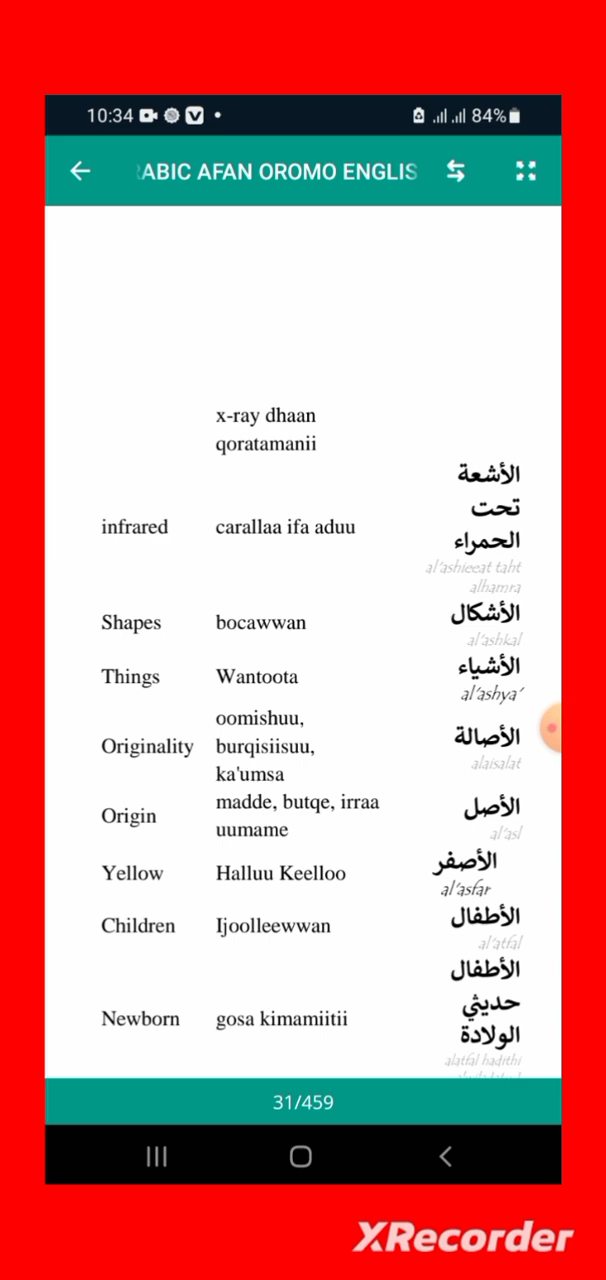 10:34
84%
ABIC AFAN OROMO ENGLIS
x-ray dhaan
qoratamanii
infrared carallaa ifa aduu الأشعة
تحت
الحمراء
al'ashieeat taht
alhamra
Shapes bocawwan الأشكال
al'ashkal
Things Wantoota الأشياء
al'ashya'
Originality oomishuu,
burqisiisuu,
ka'umsa
الأصالة
alaisalat
Origin madde, butqe, irraa
uumame
الأصل
al'asl
Yellow Halluu Keelloo الأصفر
al'asfar
Children Ijoolleewwan الأطفال
al'atfal
Newborn gosa kimamiitii الأطفال
حديثي
الولادة
alatfal hadithi
31/459
XRecorder